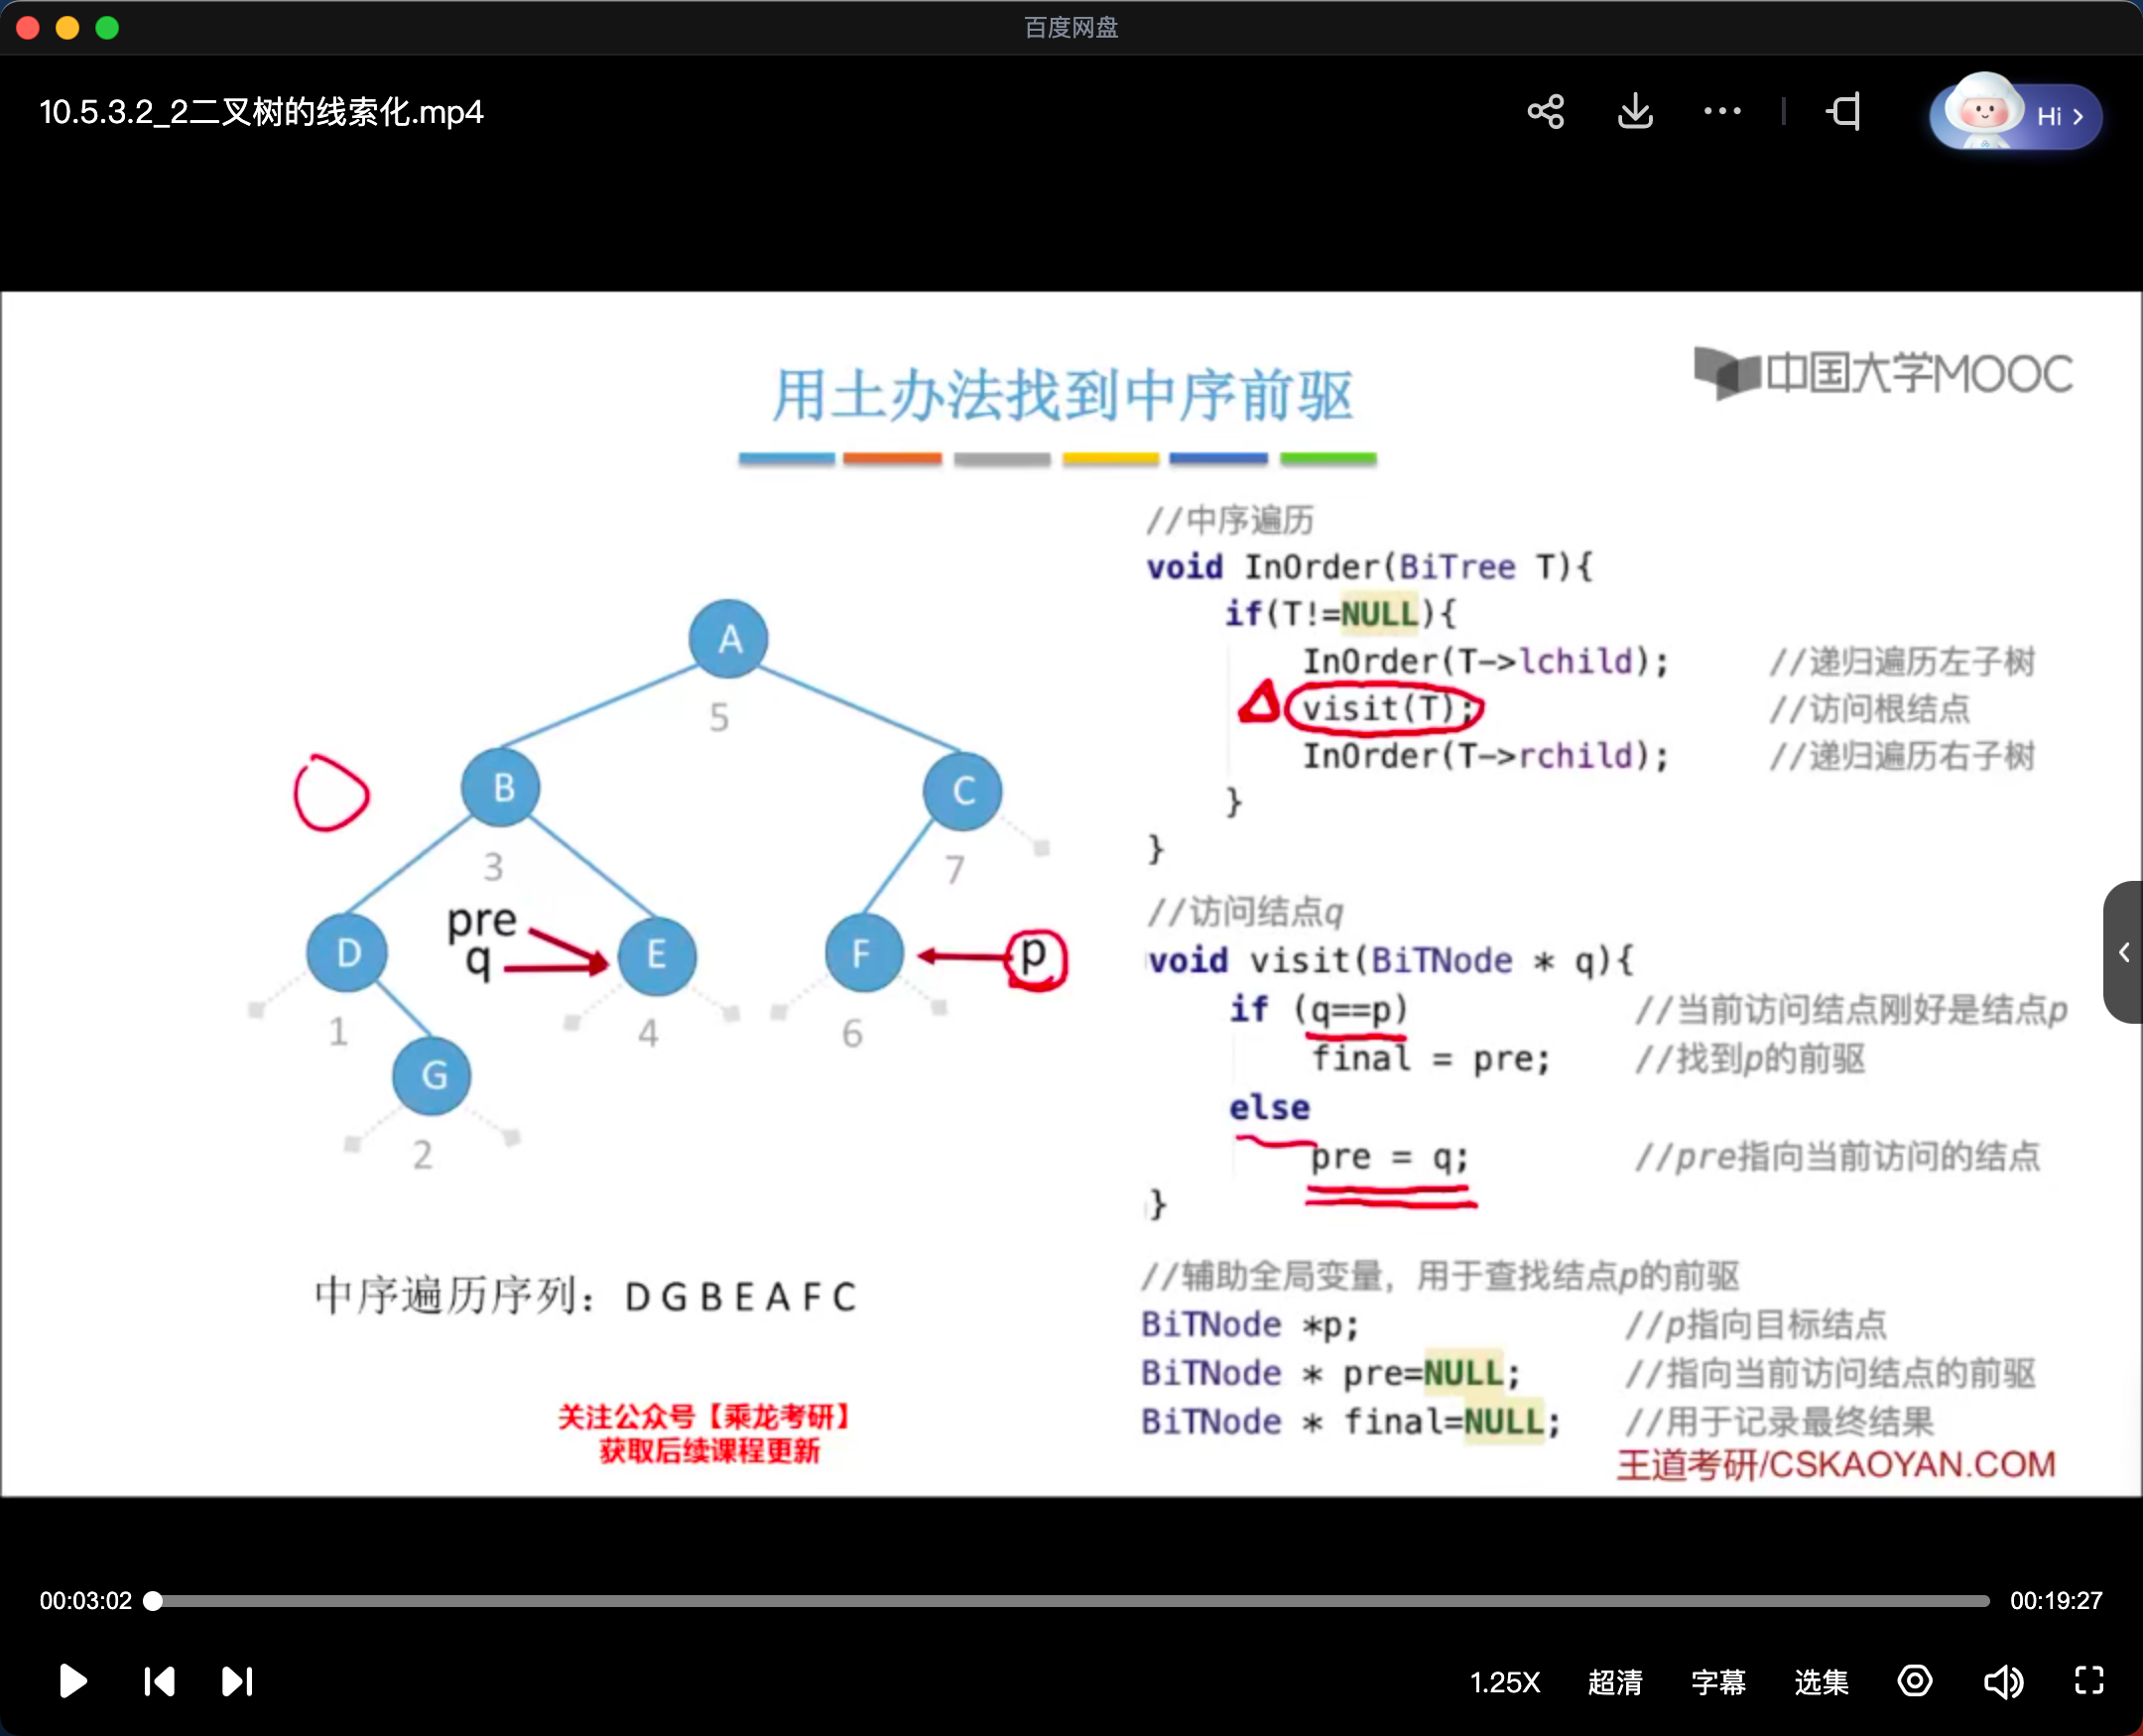 百度网盘
10.5.3.2_2二叉树的线索化.mp4
Hi
用土办法找到中序前驱
中国大学MOOC
A
5
B
3
C
7
D
1
pre
q
E
4
F
6
p
G
2
中序遍历序列：D G B E A F C
关注公众号【乘龙考研】
获取后续课程更新
//中序遍历
void InOrder(BiTree T){
if(T!=NULL){
InOrder(T->lchild); //递归遍历左子树
visit(T); //访问根结点
InOrder(T->rchild); //递归遍历右子树
}
}
//访问结点q
void visit(BiTNode * q){
if (q==p) //当前访问结点刚好是结点p
final = pre; //找到p的前驱
else
pre = q; //pre指向当前访问的结点
}
//辅助全局变量，用于查找结点p的前驱
BiTNode *p; //p指向目标结点
BiTNode * pre=NULL; //指向当前访问结点的前驱
BiTNode * final=NULL; //用于记录最终结果
王道考研/CSKAOYAN.COM
00:03:02
00:19:27
1.25X 超清 字幕 选集